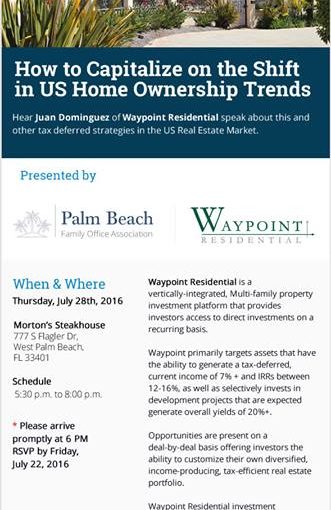 How to Capitalize on the Shift
in US Home Ownership Trends
Hear Juan Dominguez of Waypoint Residential speak about this and
other tax deferred strategies in the US Real Estate Market.
Presented by
Palm Beach
Family Office Association
WAYPOINT
RESIDENTIAL
When & Where
Thursday, July 28th, 2016
Morton's Steakhouse
777 S Flagler Dr,
West Palm Beach,
FL 33401
Schedule
5:30 p.m. to 8:00 p.m.
* Please arrive
promptly at 6 PM
RSVP by Friday,
July 22, 2016
Waypoint Residential is a
vertically-integrated, Multi-family property
investment platform that provides
investors access to direct investments on a
recurring basis.
Waypoint primarily targets assets that have
the ability to generate a tax-deferred,
current income of 7% + and IRRs between
12-16%, as well as selectively invests in
development projects that are expected
generate overall yields of 20%+.
Opportunities are present on a
deal-by-deal basis offering investors the
ability to customize their own diversified,
income-producing, tax-efficient real estate
portfolio.
Waypoint Residential investment